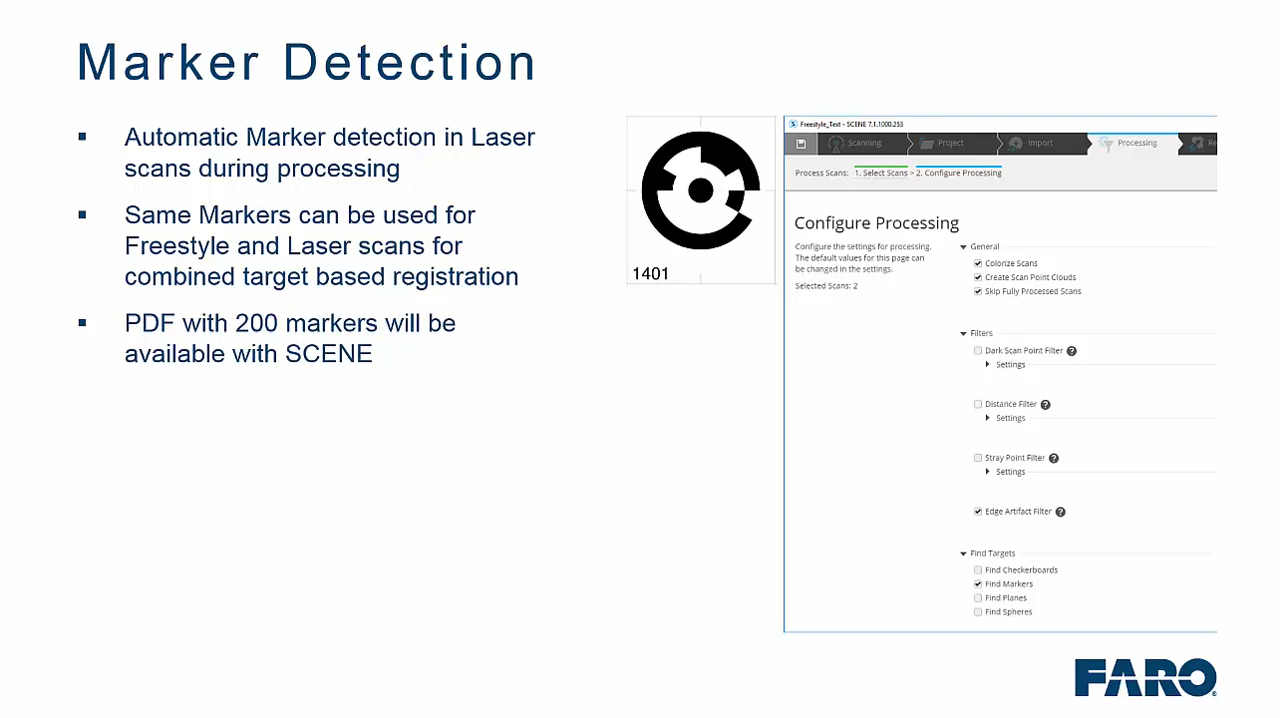 Marker Detection
▪ Automatic Marker detection in Laser
scans during processing
▪ Same Markers can be used for
Freestyle and Laser scans for
combined target based registration
▪ PDF with 200 markers will be
available with SCENE
1401
Freestyle_Test - SCENE 7.1.1000.253
Scanning
Project
Import
Processing
Re
Process Scans: 1. Select Scans > 2. Configure Processing
Configure Processing
Configure the settings for processing.
The default values for this page can
be changed in the settings.
Selected Scans: 2
General
Colorize Scans
Create Scan Point Clouds
Skip Fully Processed Scans
Filters
Dark Scan Point Filter ?
Settings
Distance Filter ?
Settings
Stray Point Filter ?
Settings
Edge Artifact Filter ?
Find Targets
Find Checkerboards
Find Markers
Find Planes
Find Spheres
FARO®